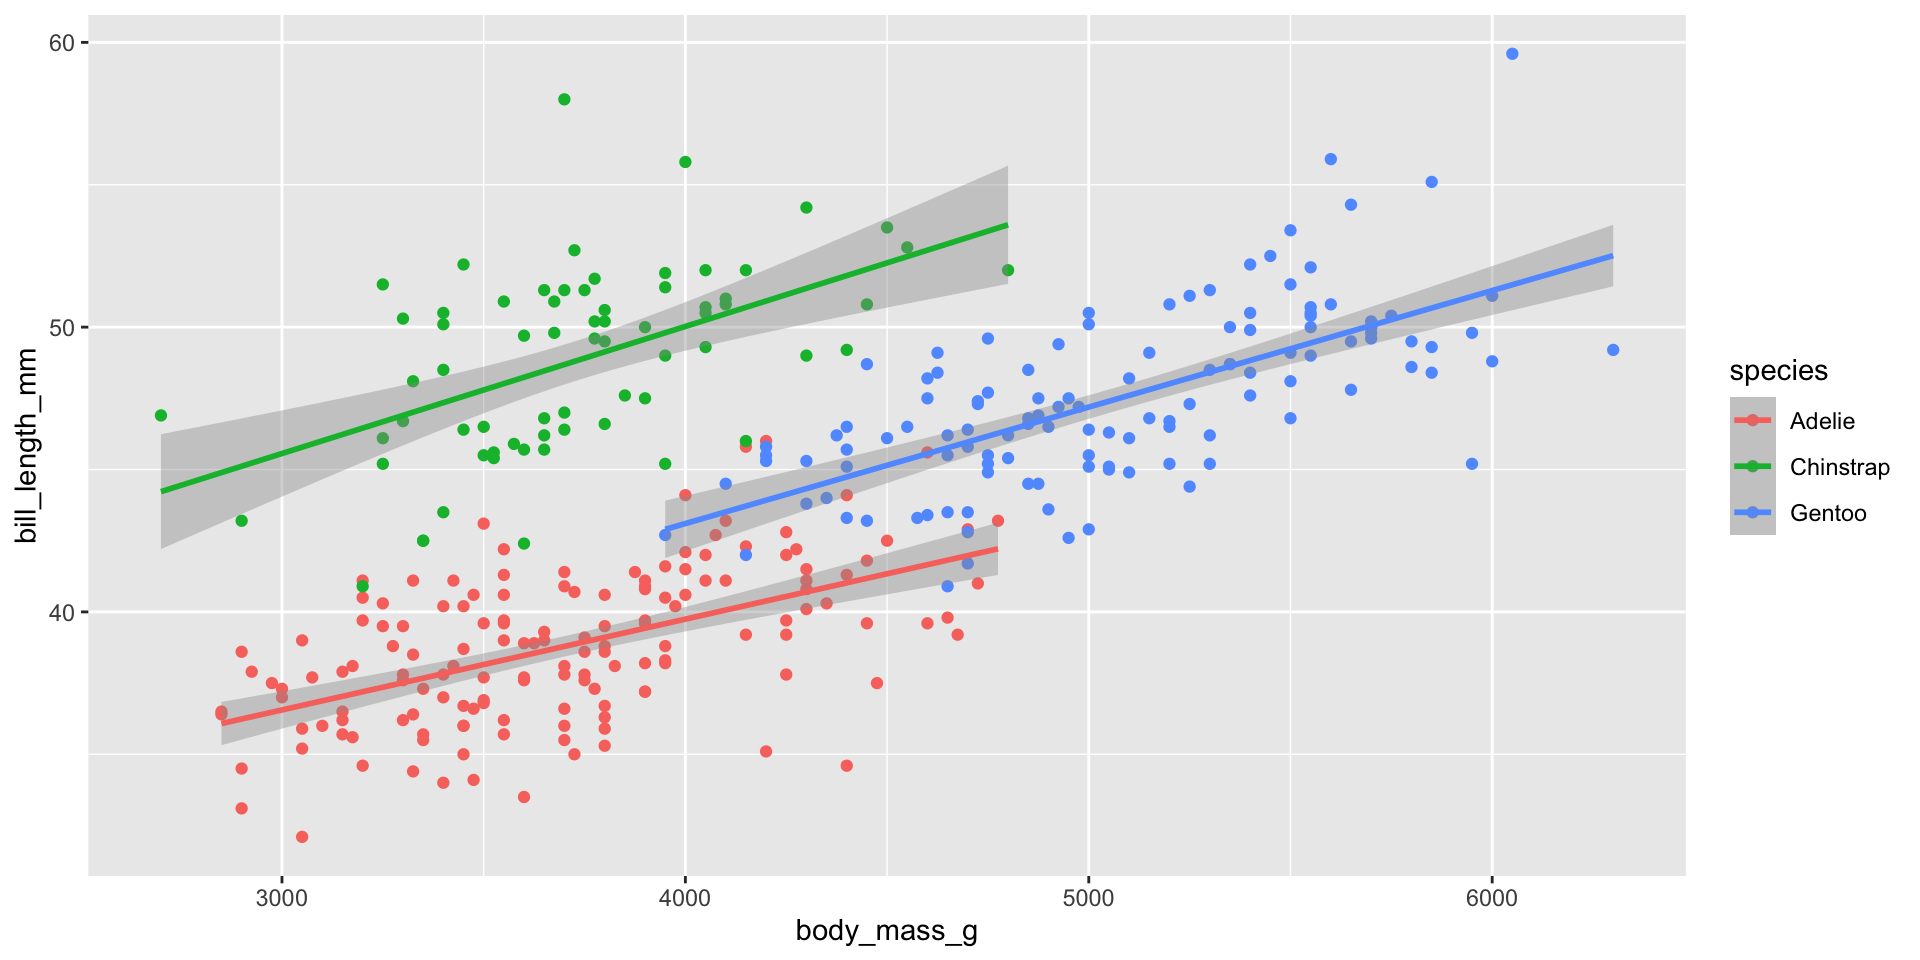 60
50
40
bill_length_mm
3000 4000 5000 6000
body_mass_g
species
Adelie
Chinstrap
Gentoo